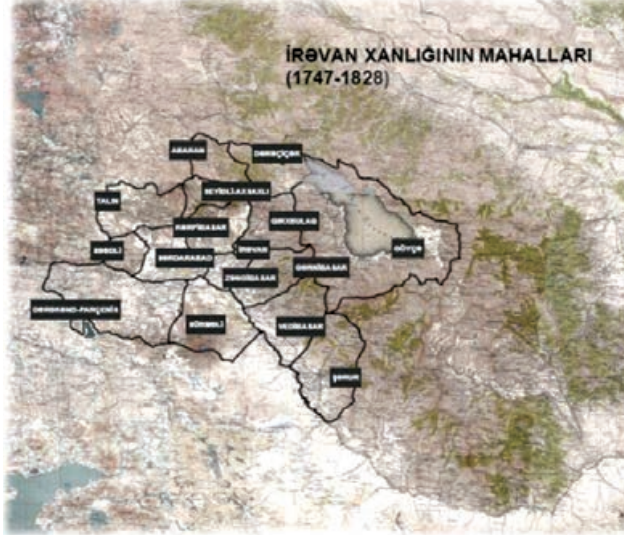 İRƏVAN XANLIĞININ MAHALLARI
(1747-1828)
ABARAN
DƏRƏÇİÇƏK
SEYİDLİ-AXSAXLI
TALIN
KƏRPİBASAR
QIRXBULAQ
SƏRDARABAD
İRƏVAN
GÖYÇƏ
ZƏNGİBASAR
GƏRNİBASAR
DƏRƏKƏND-PARÇENİS
SÜRMƏLİ
VEDİBASAR
ŞƏRUR